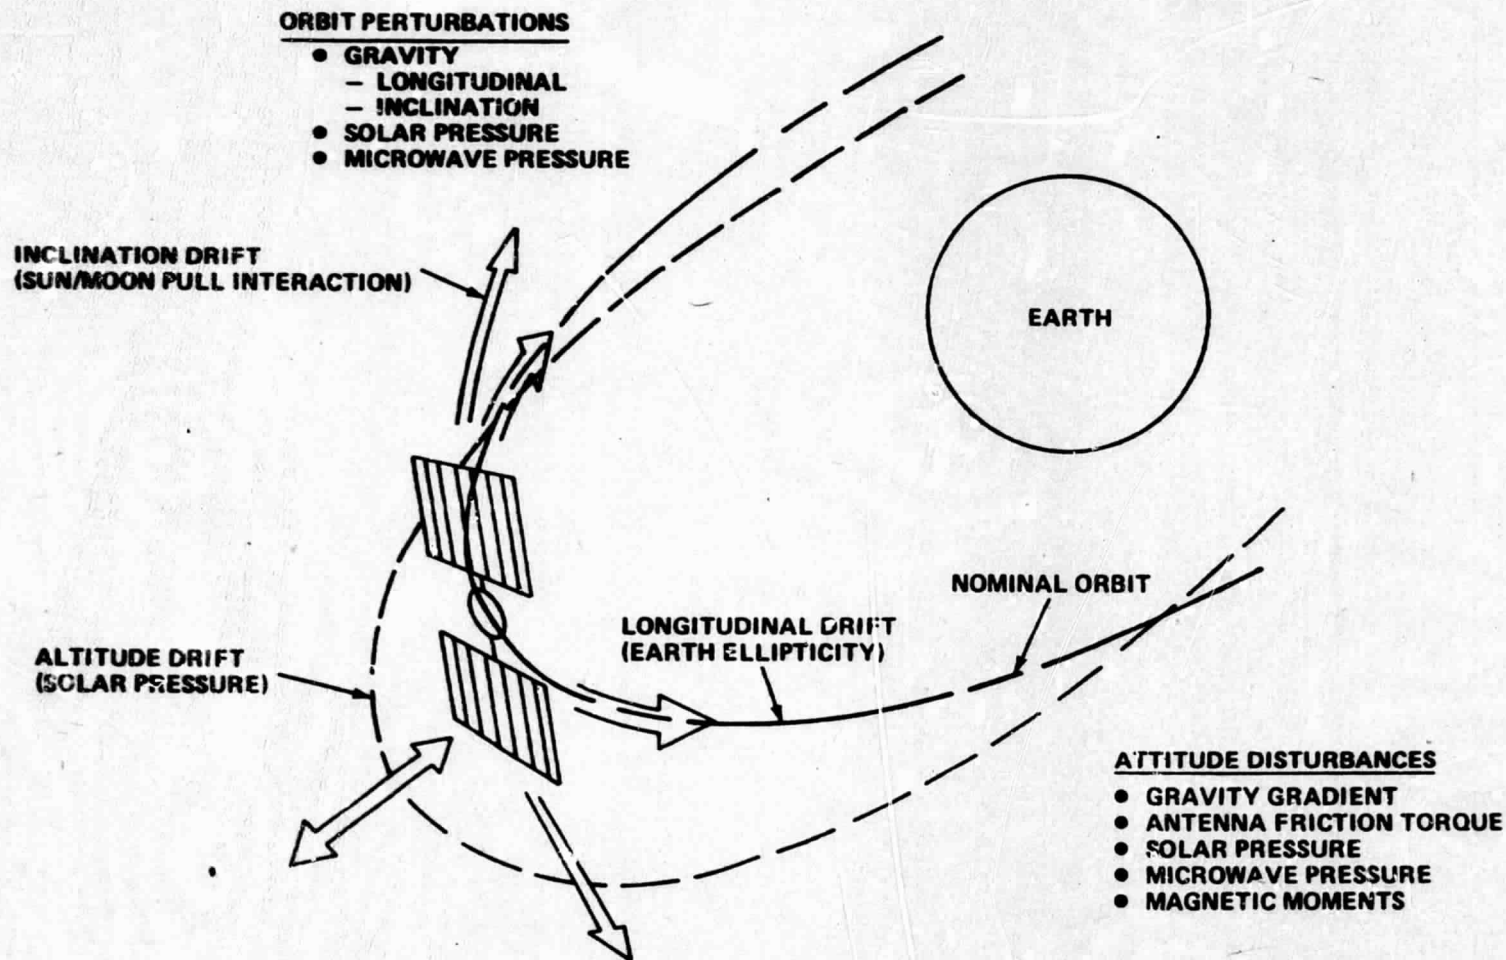 ORBIT PERTURBATIONS
● GRAVITY
– LONGITUDINAL
– INCLINATION
● SOLAR PRESSURE
● MICROWAVE PRESSURE
INCLINATION DRIFT
(SUN/MOON PULL INTERACTION)
EARTH
NOMINAL ORBIT
LONGITUDINAL DRIFT
(EARTH ELLIPTICITY)
ALTITUDE DRIFT
(SOLAR PRESSURE)
ATTITUDE DISTURBANCES
● GRAVITY GRADIENT
● ANTENNA FRICTION TORQUE
● SOLAR PRESSURE
● MICROWAVE PRESSURE
● MAGNETIC MOMENTS